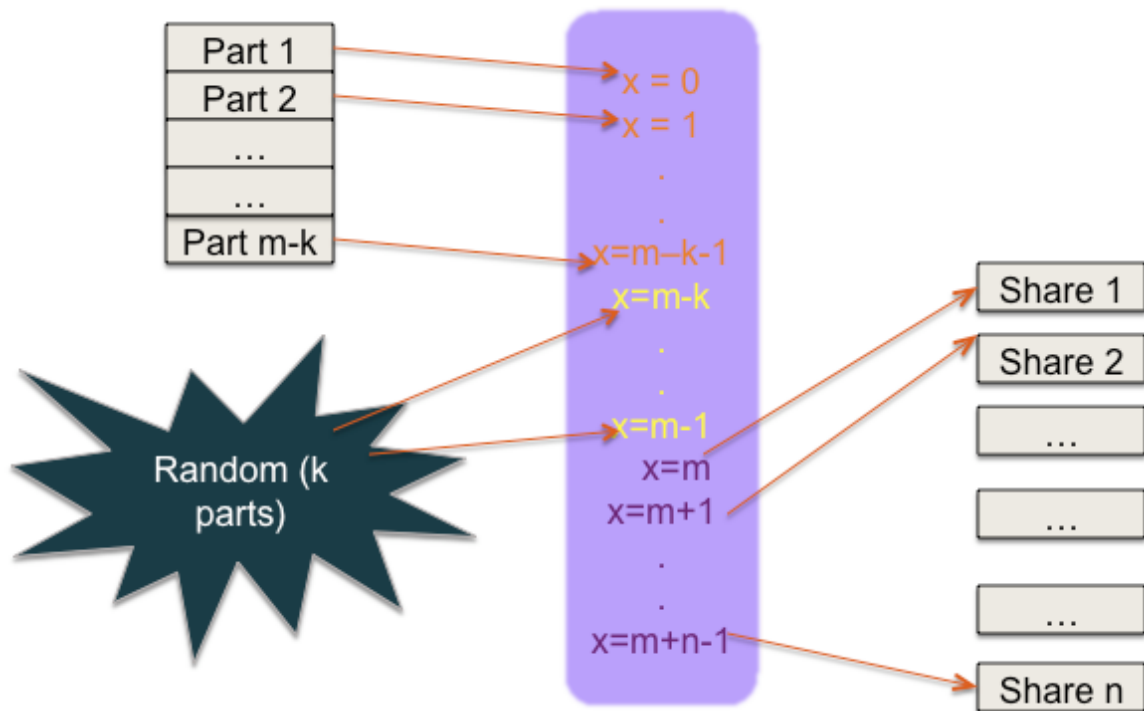 Part 1
Part 2
...
...
Part m-k
Random (k
parts)
x = 0
x = 1
.
.
x=m–k-1
x=m-k
.
.
x=m-1
x=m
x=m+1
.
.
x=m+n-1
Share 1
Share 2
...
...
...
Share n